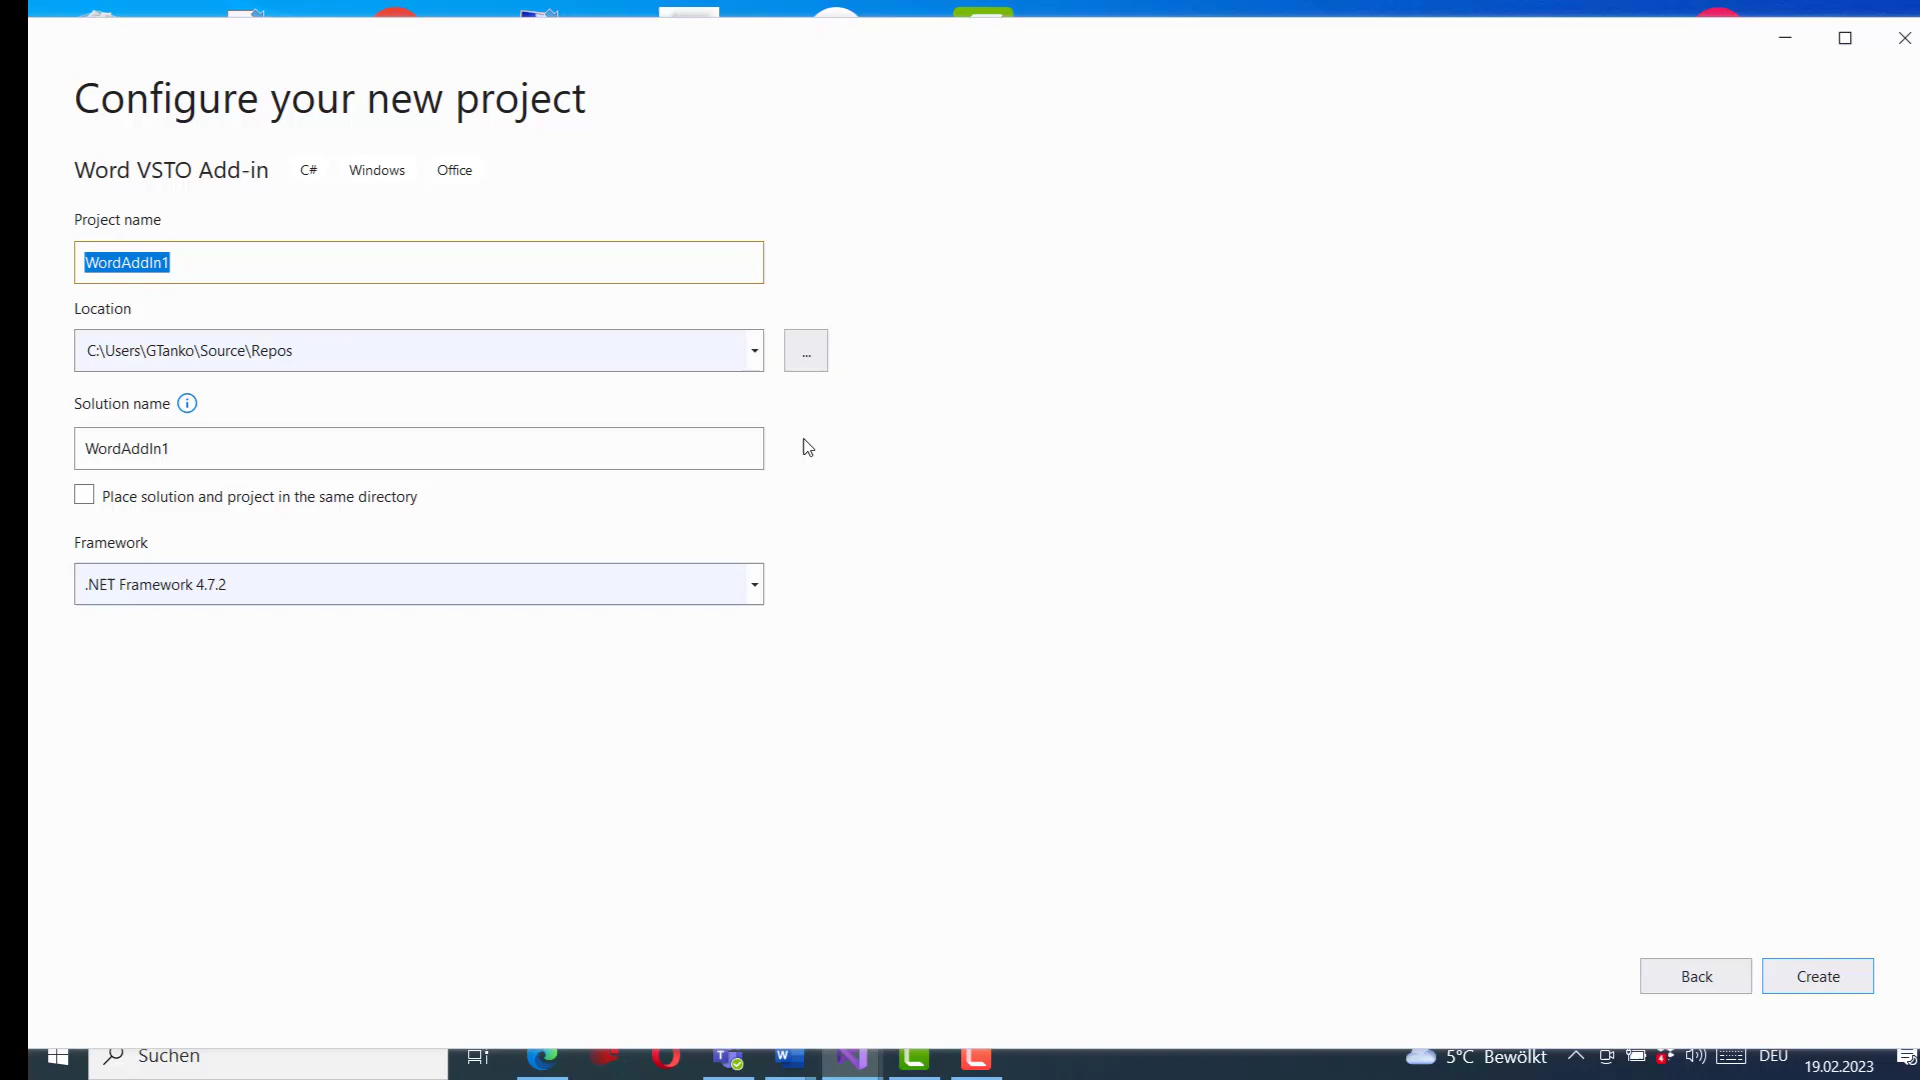 Configure your new project
Word VSTO Add-in C# Windows Office
Project name
WordAddIn1
Location
C:\Users\GTanko\Source\Repos
...
Solution name
WordAddIn1
Place solution and project in the same directory
Framework
.NET Framework 4.7.2
Back Create
Suchen
5°C Bewölkt
DEU
19.02.2023